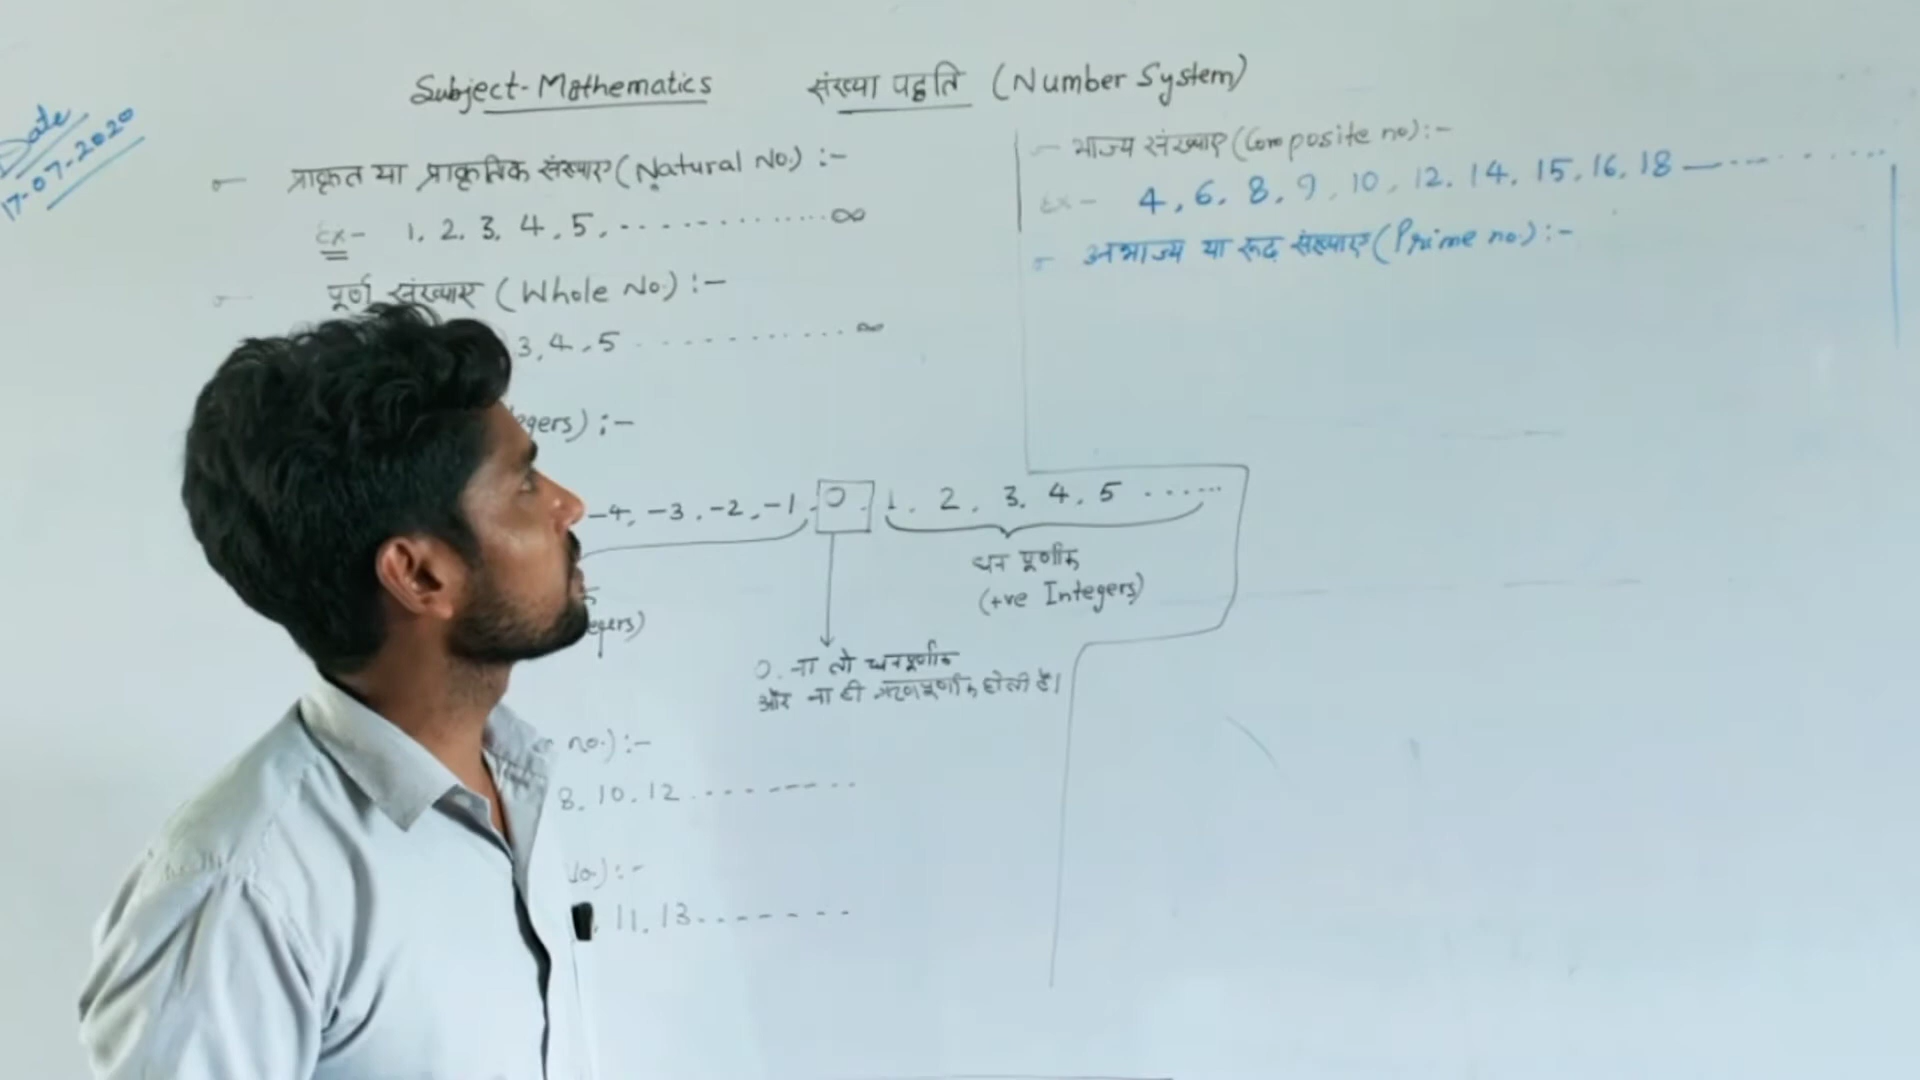 Date
17-07-2020
Subject-Mathematics संख्या पद्धति (Number System)
प्राकृत या प्राकृतिक संख्याए (Natural No.) :-
Ex- 1, 2, 3, 4, 5, ............... ∞
पूर्ण संख्याए (Whole No.) :-
3, 4, 5 ............ ∞
egers) :-
-4, -3, -2, -1, 0, 1, 2, 3, 4, 5 ......
धन पूर्णांक
(+ve Integers)
egers)
0. ना तो धनपूर्णांक
और ना ही ऋणपूर्णांक होती है।
no.) :-
8, 10, 12 .........
No.) :-
, 11, 13 .......
भाज्य संख्याए (Composite no) :-
Ex- 4, 6, 8, 9, 10, 12, 14, 15, 16, 18 — ..........
अभाज्य या रूढ़ संख्याए (Prime no.) :-